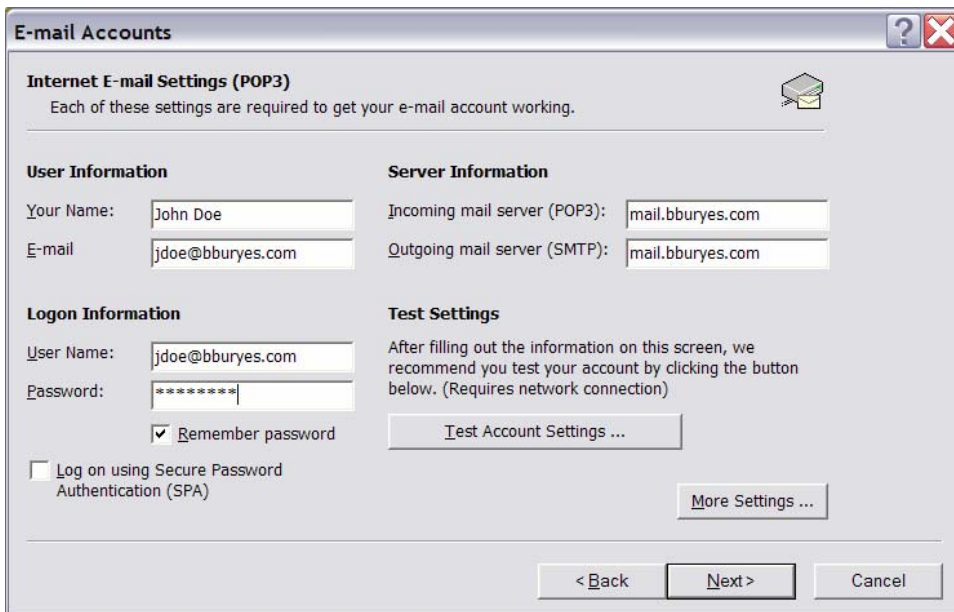 E-mail Accounts
?
Internet E-mail Settings (POP3)
Each of these settings are required to get your e-mail account working.
User Information
Your Name: John Doe
E-mail jdoe@bburyes.com
Server Information
Incoming mail server (POP3): mail.bburyes.com
Outgoing mail server (SMTP): mail.bburyes.com
Logon Information
User Name: jdoe@bburyes.com
Password: ********
Remember password
Log on using Secure Password
Authentication (SPA)
Test Settings
After filling out the information on this screen, we
recommend you test your account by clicking the button
below. (Requires network connection)
Test Account Settings ...
More Settings ...
< Back
Next >
Cancel